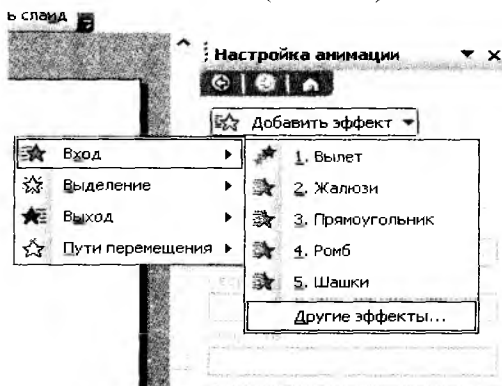 ь слайд
Настройка анимации
Добавить эффект
Вход
Выделение
Выход
Пути перемещения
1. Вылет
2. Жалюзи
3. Прямоугольник
4. Ромб
5. Шашки
Другие эффекты...